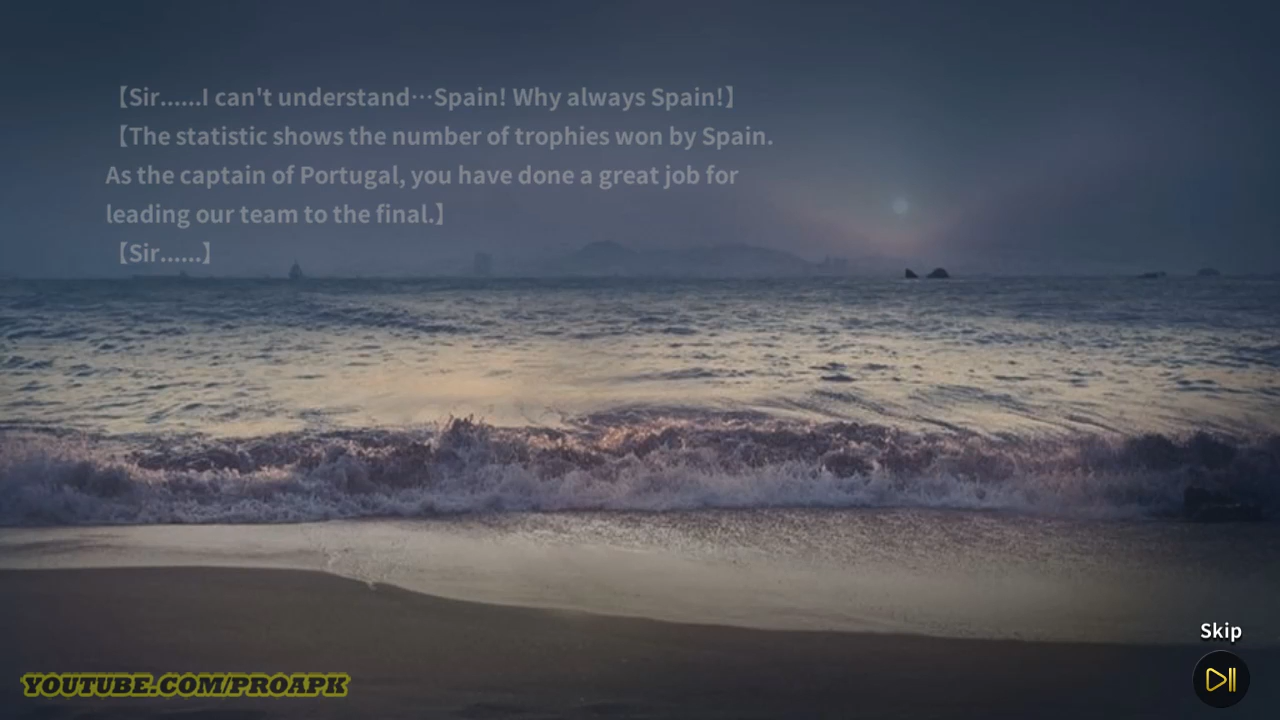 【Sir......I can't understand···Spain! Why always Spain!】
【The statistic shows the number of trophies won by Spain.
As the captain of Portugal, you have done a great job for
leading our team to the final.】
【Sir......】
Skip
YOUTUBE.COM/PROAPK